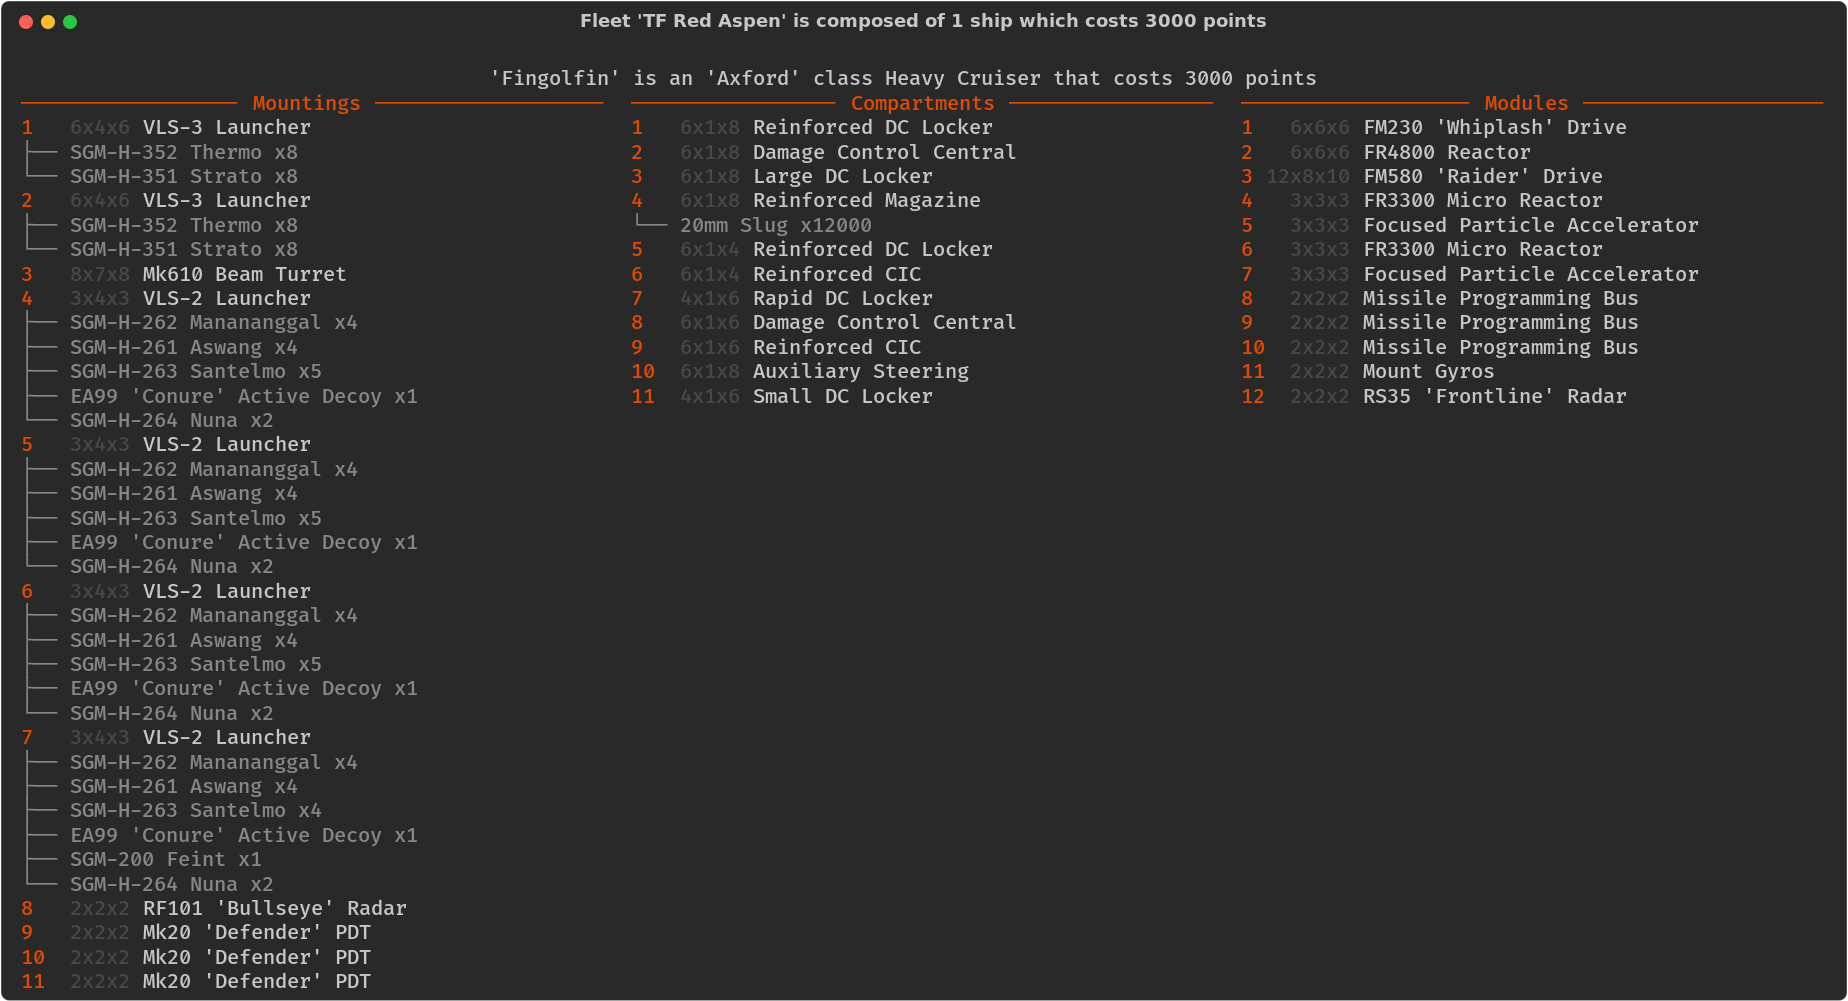 Fleet 'TF Red Aspen' is composed of 1 ship which costs 3000 points
'Fingolfin' is an 'Axford' class Heavy Cruiser that costs 3000 points
Mountings
1 6x4x6 VLS-3 Launcher
SGM-H-352 Thermo x8
SGM-H-351 Strato x8
2 6x4x6 VLS-3 Launcher
SGM-H-352 Thermo x8
SGM-H-351 Strato x8
3 8x7x8 Mk610 Beam Turret
4 3x4x3 VLS-2 Launcher
SGM-H-262 Manananggal x4
SGM-H-261 Aswang x4
SGM-H-263 Santelmo x5
EA99 'Conure' Active Decoy x1
SGM-H-264 Nuna x2
5 3x4x3 VLS-2 Launcher
SGM-H-262 Manananggal x4
SGM-H-261 Aswang x4
SGM-H-263 Santelmo x5
EA99 'Conure' Active Decoy x1
SGM-H-264 Nuna x2
6 3x4x3 VLS-2 Launcher
SGM-H-262 Manananggal x4
SGM-H-261 Aswang x4
SGM-H-263 Santelmo x5
EA99 'Conure' Active Decoy x1
SGM-H-264 Nuna x2
7 3x4x3 VLS-2 Launcher
SGM-H-262 Manananggal x4
SGM-H-261 Aswang x4
SGM-H-263 Santelmo x4
EA99 'Conure' Active Decoy x1
SGM-200 Feint x1
SGM-H-264 Nuna x2
8 2x2x2 RF101 'Bullseye' Radar
9 2x2x2 Mk20 'Defender' PDT
10 2x2x2 Mk20 'Defender' PDT
11 2x2x2 Mk20 'Defender' PDT
Compartments
1 6x1x8 Reinforced DC Locker
2 6x1x8 Damage Control Central
3 6x1x8 Large DC Locker
4 6x1x8 Reinforced Magazine
20mm Slug x12000
5 6x1x4 Reinforced DC Locker
6 6x1x4 Reinforced CIC
7 4x1x6 Rapid DC Locker
8 6x1x6 Damage Control Central
9 6x1x6 Reinforced CIC
10 6x1x8 Auxiliary Steering
11 4x1x6 Small DC Locker
Modules
1 6x6x6 FM230 'Whiplash' Drive
2 6x6x6 FR4800 Reactor
3 12x8x10 FM580 'Raider' Drive
4 3x3x3 FR3300 Micro Reactor
5 3x3x3 Focused Particle Accelerator
6 3x3x3 FR3300 Micro Reactor
7 3x3x3 Focused Particle Accelerator
8 2x2x2 Missile Programming Bus
9 2x2x2 Missile Programming Bus
10 2x2x2 Missile Programming Bus
11 2x2x2 Mount Gyros
12 2x2x2 RS35 'Frontline' Radar